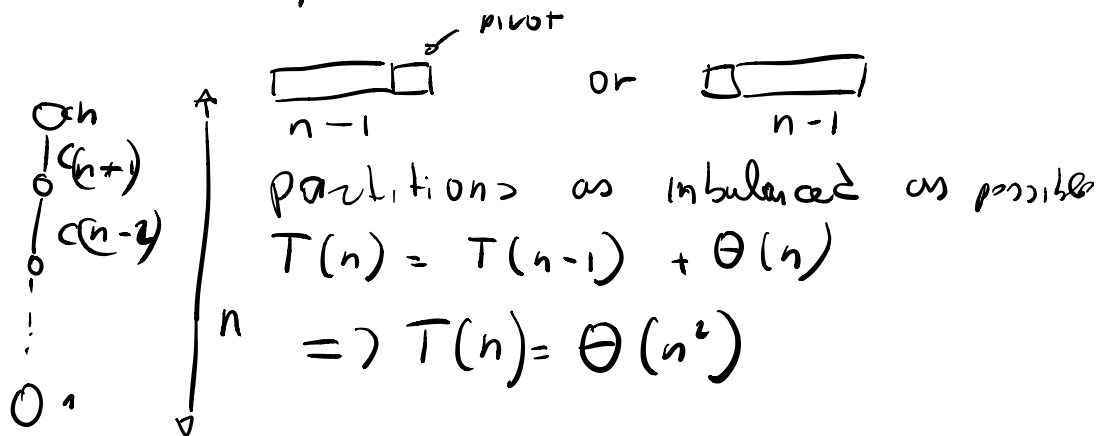 pivot
or
n-1
n-1
cn
c(n+1)
c(n-2)
n
1
partitions as inbalanced as possible
T(n) = T(n-1) + Θ(n)
=> T(n) = Θ(n²)